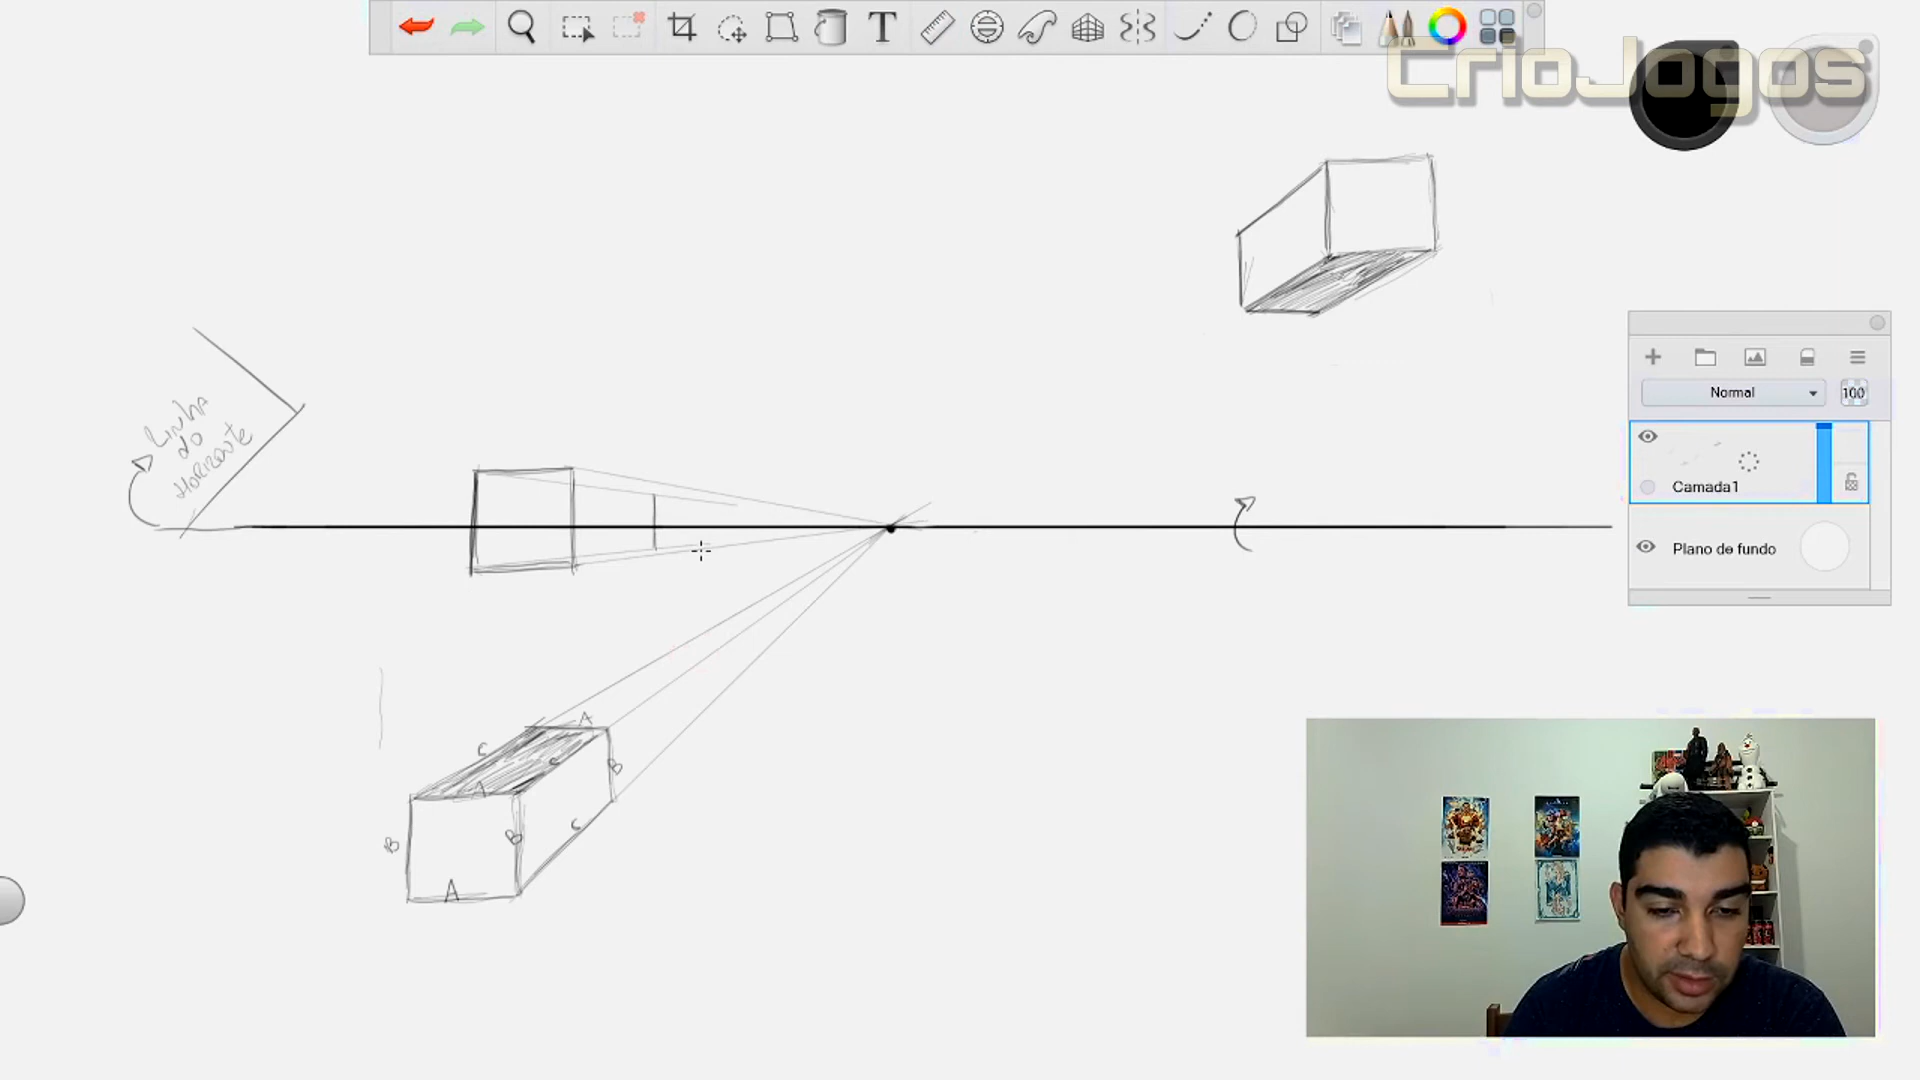 T
CrioJogos
Normal
100
Camada1
Plano de fundo
Linha
do
Horizonte
A
C
C
B
A
B
B
C
A